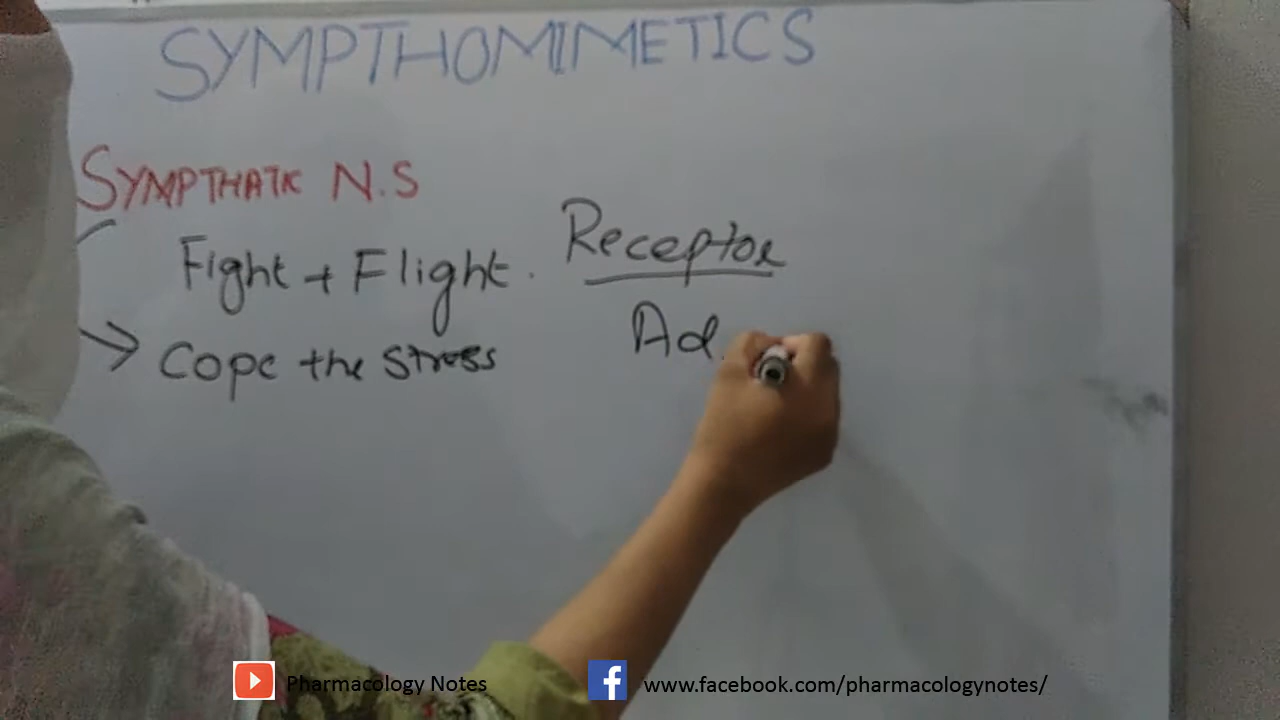 SYMPTHOMIMETICS
SYMPTHATIC N.S
Fight + Flight.
Cope the stress
Receptor
Ad
Pharmacology Notes
www.facebook.com/pharmacologynotes/